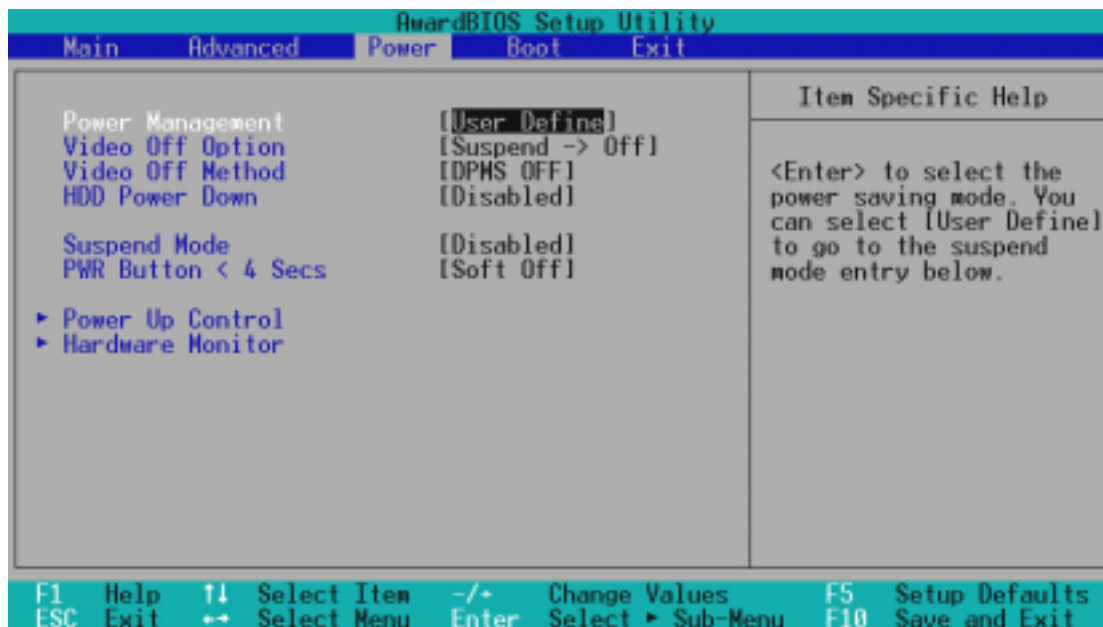 AwardBIOS Setup Utility
Main Advanced Power Boot Exit
Power Management [User Define]
Video Off Option [Suspend -> Off]
Video Off Method [DPMS OFF]
HDD Power Down [Disabled]
Suspend Mode [Disabled]
PWR Button < 4 Secs [Soft Off]
▸ Power Up Control
▸ Hardware Monitor
Item Specific Help
<Enter> to select the
power saving mode. You
can select [User Define]
to go to the suspend
mode entry below.
F1 Help ↑↓ Select Item -/+ Change Values F5 Setup Defaults
ESC Exit ←→ Select Menu Enter Select ▸ Sub-Menu F10 Save and Exit